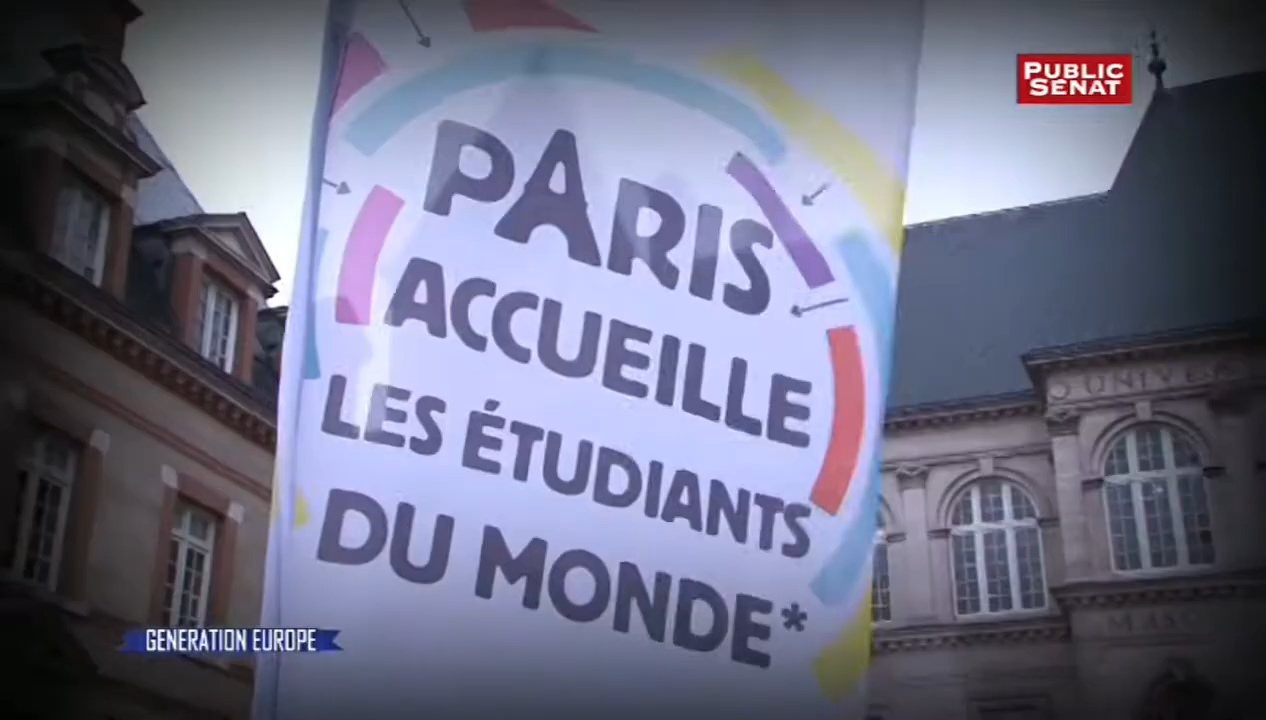 PUBLIC
SENAT
PARIS
ACCUEILLE
LES ÉTUDIANTS
DU MONDE*
GENERATION EUROPE